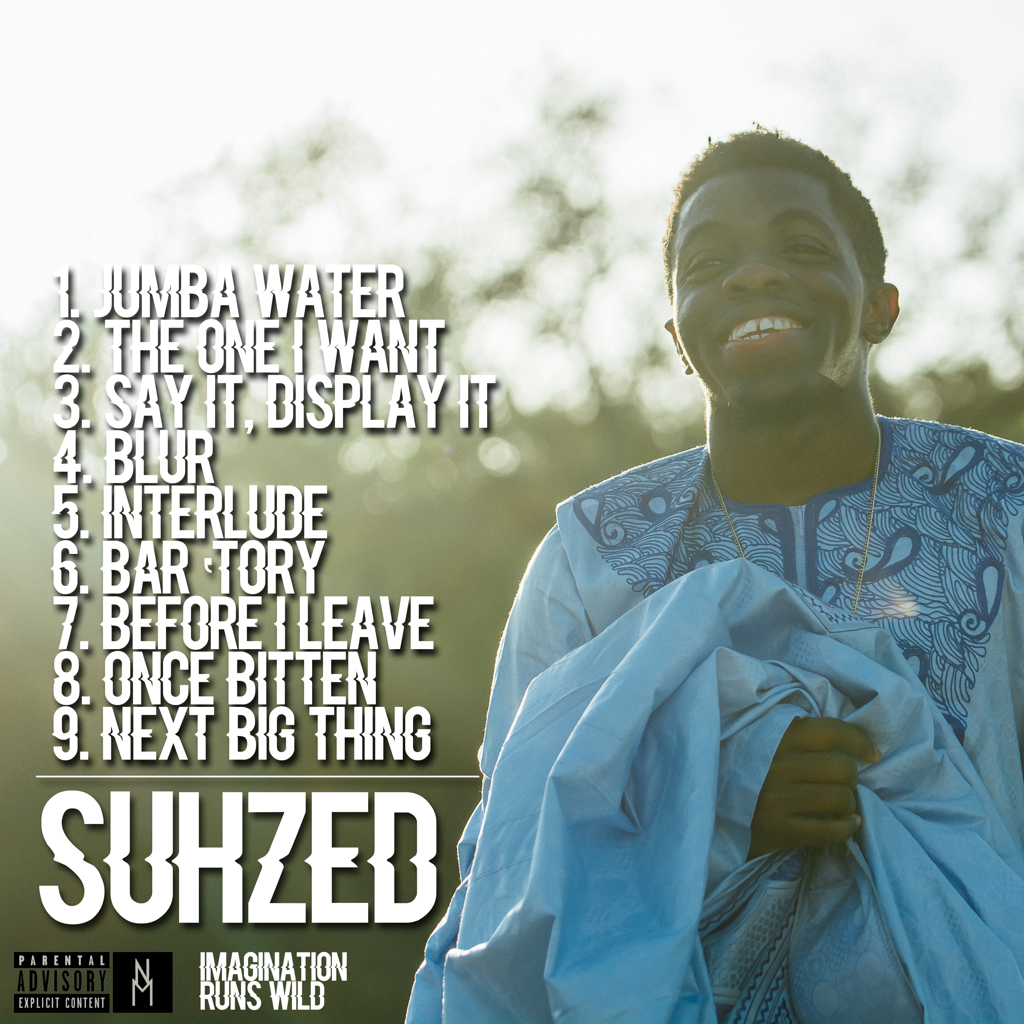 1. JUMBA WATER
2. THE ONE I WANT
3. SAY IT, DISPLAY IT
4. BLUR
5. INTERLUDE
6. BAR 'TORY
7. BEFORE I LEAVE
8. ONCE BITTEN
9. NEXT BIG THING
SUHZED
PARENTAL
ADVISORY
EXPLICIT CONTENT
NM
IMAGINATION
RUNS WILD